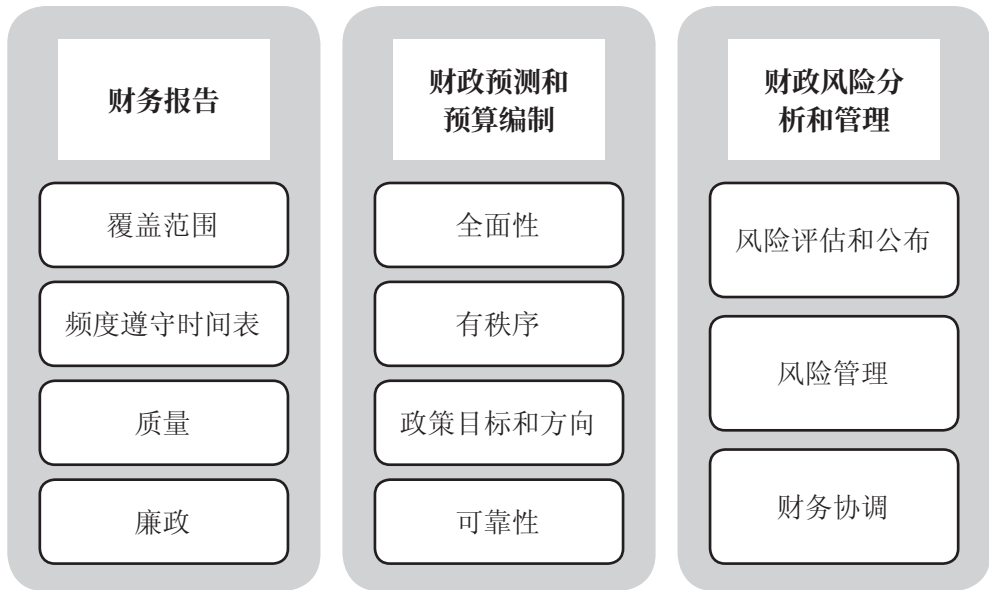 财务报告
覆盖范围
频度遵守时间表
质量
廉政
财政预测和
预算编制
全面性
有秩序
政策目标和方向
可靠性
财政风险分
析和管理
风险评估和公布
风险管理
财务协调